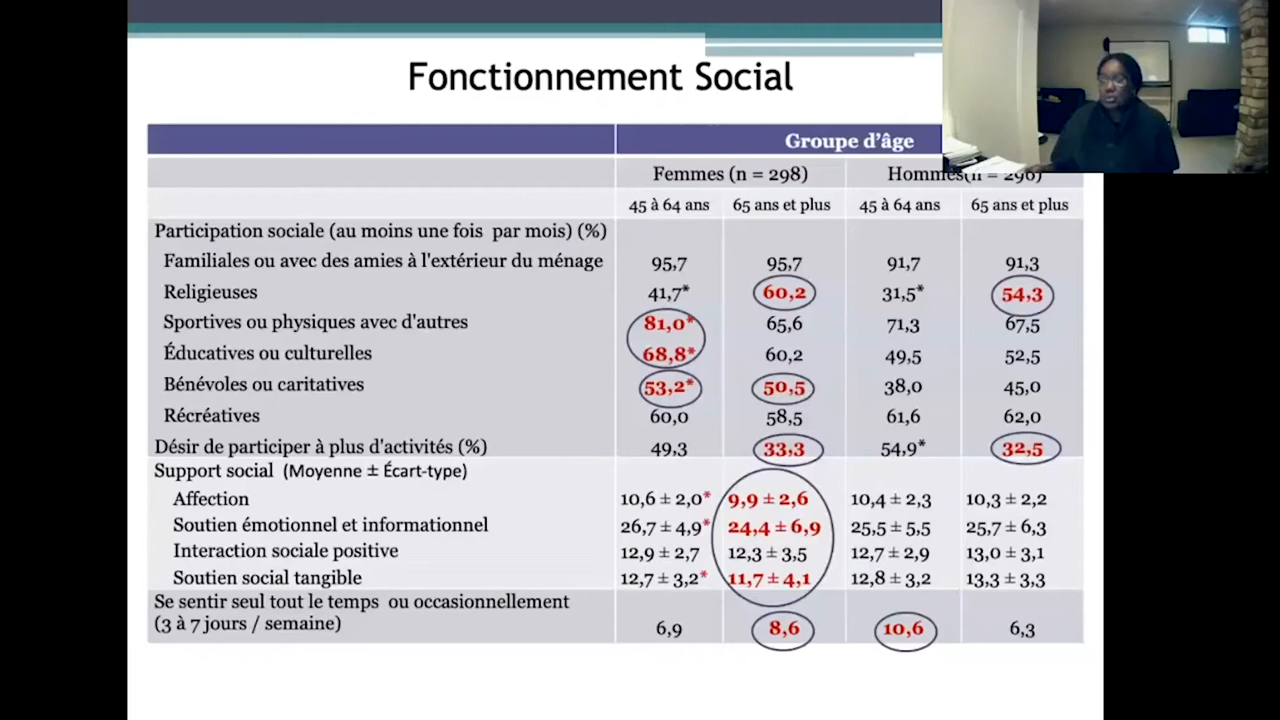 Fonctionnement Social
Groupe d'âge
Femmes (n = 298) Hommes(n = 296)
45 à 64 ans 65 ans et plus 45 à 64 ans 65 ans et plus
Participation sociale (au moins une fois par mois) (%)
Familiales ou avec des amies à l'extérieur du ménage 95,7 95,7 91,7 91,3
Religieuses 41,7* 60,2 31,5* 54,3
Sportives ou physiques avec d'autres 81,0* 65,6 71,3 67,5
Éducatives ou culturelles 68,8* 60,2 49,5 52,5
Bénévoles ou caritatives 53,2* 50,5 38,0 45,0
Récréatives 60,0 58,5 61,6 62,0
Désir de participer à plus d'activités (%) 49,3 33,3 54,9* 32,5
Support social (Moyenne ± Écart-type)
Affection 10,6 ± 2,0* 9,9 ± 2,6 10,4 ± 2,3 10,3 ± 2,2
Soutien émotionnel et informationnel 26,7 ± 4,9* 24,4 ± 6,9 25,5 ± 5,5 25,7 ± 6,3
Interaction sociale positive 12,9 ± 2,7 12,3 ± 3,5 12,7 ± 2,9 13,0 ± 3,1
Soutien social tangible 12,7 ± 3,2* 11,7 ± 4,1 12,8 ± 3,2 13,3 ± 3,3
Se sentir seul tout le temps ou occasionnellement
(3 à 7 jours / semaine) 6,9 8,6 10,6 6,3